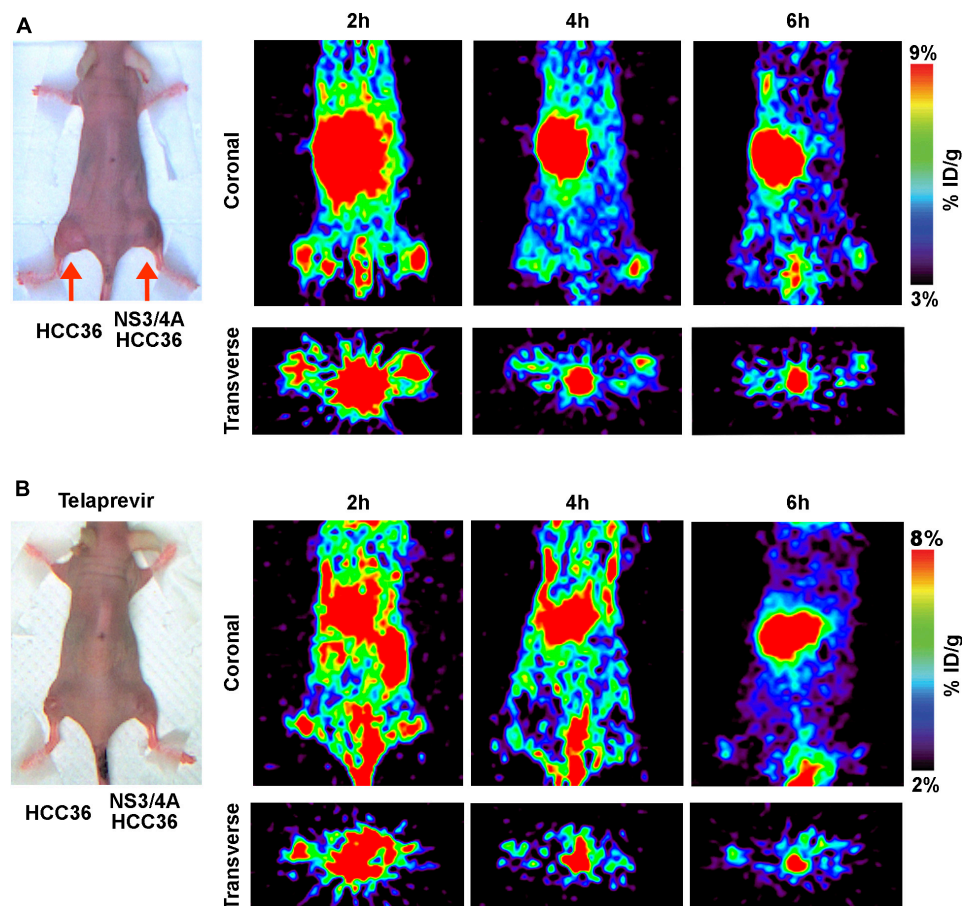 A
2h 4h 6h
9%
Coronal
% ID/g
3%
HCC36 NS3/4A
HCC36
Transverse
B
Telaprevir
2h 4h 6h
8%
Coronal
% ID/g
2%
HCC36 NS3/4A
HCC36
Transverse